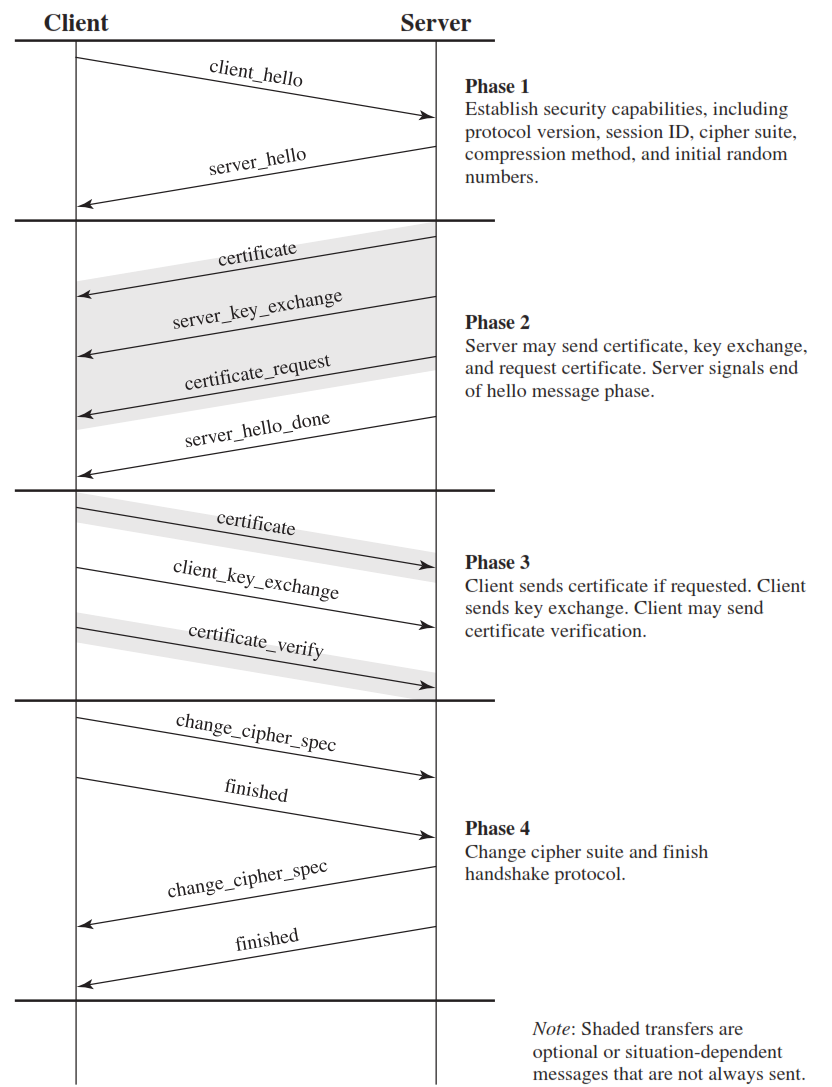 Client
Server
client_hello
server_hello
Phase 1
Establish security capabilities, including
protocol version, session ID, cipher suite,
compression method, and initial random
numbers.
certificate
server_key_exchange
certificate_request
server_hello_done
Phase 2
Server may send certificate, key exchange,
and request certificate. Server signals end
of hello message phase.
certificate
client_key_exchange
certificate_verify
Phase 3
Client sends certificate if requested. Client
sends key exchange. Client may send
certificate verification.
change_cipher_spec
finished
change_cipher_spec
finished
Phase 4
Change cipher suite and finish
handshake protocol.
Note: Shaded transfers are
optional or situation-dependent
messages that are not always sent.